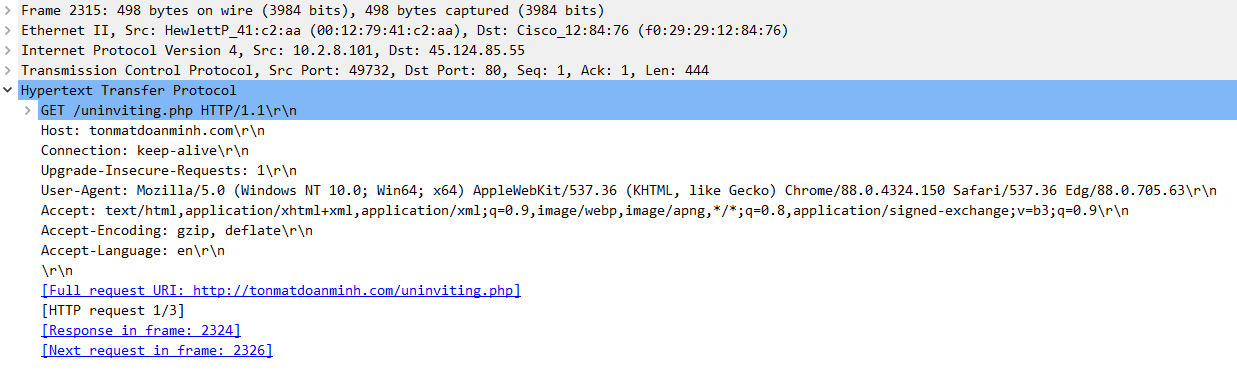 Frame 2315: 498 bytes on wire (3984 bits), 498 bytes captured (3984 bits)
Ethernet II, Src: HewlettP_41:c2:aa (00:12:79:41:c2:aa), Dst: Cisco_12:84:76 (f0:29:29:12:84:76)
Internet Protocol Version 4, Src: 10.2.8.101, Dst: 45.124.85.55
Transmission Control Protocol, Src Port: 49732, Dst Port: 80, Seq: 1, Ack: 1, Len: 444
Hypertext Transfer Protocol
GET /uninviting.php HTTP/1.1\r\n
Host: tonmatdoanminh.com\r\n
Connection: keep-alive\r\n
Upgrade-Insecure-Requests: 1\r\n
User-Agent: Mozilla/5.0 (Windows NT 10.0; Win64; x64) AppleWebKit/537.36 (KHTML, like Gecko) Chrome/88.0.4324.150 Safari/537.36 Edg/88.0.705.63\r\n
Accept: text/html,application/xhtml+xml,application/xml;q=0.9,image/webp,image/apng,*/*;q=0.8,application/signed-exchange;v=b3;q=0.9\r\n
Accept-Encoding: gzip, deflate\r\n
Accept-Language: en\r\n
\r\n
[Full request URI: http://tonmatdoanminh.com/uninviting.php]
[HTTP request 1/3]
[Response in frame: 2324]
[Next request in frame: 2326]